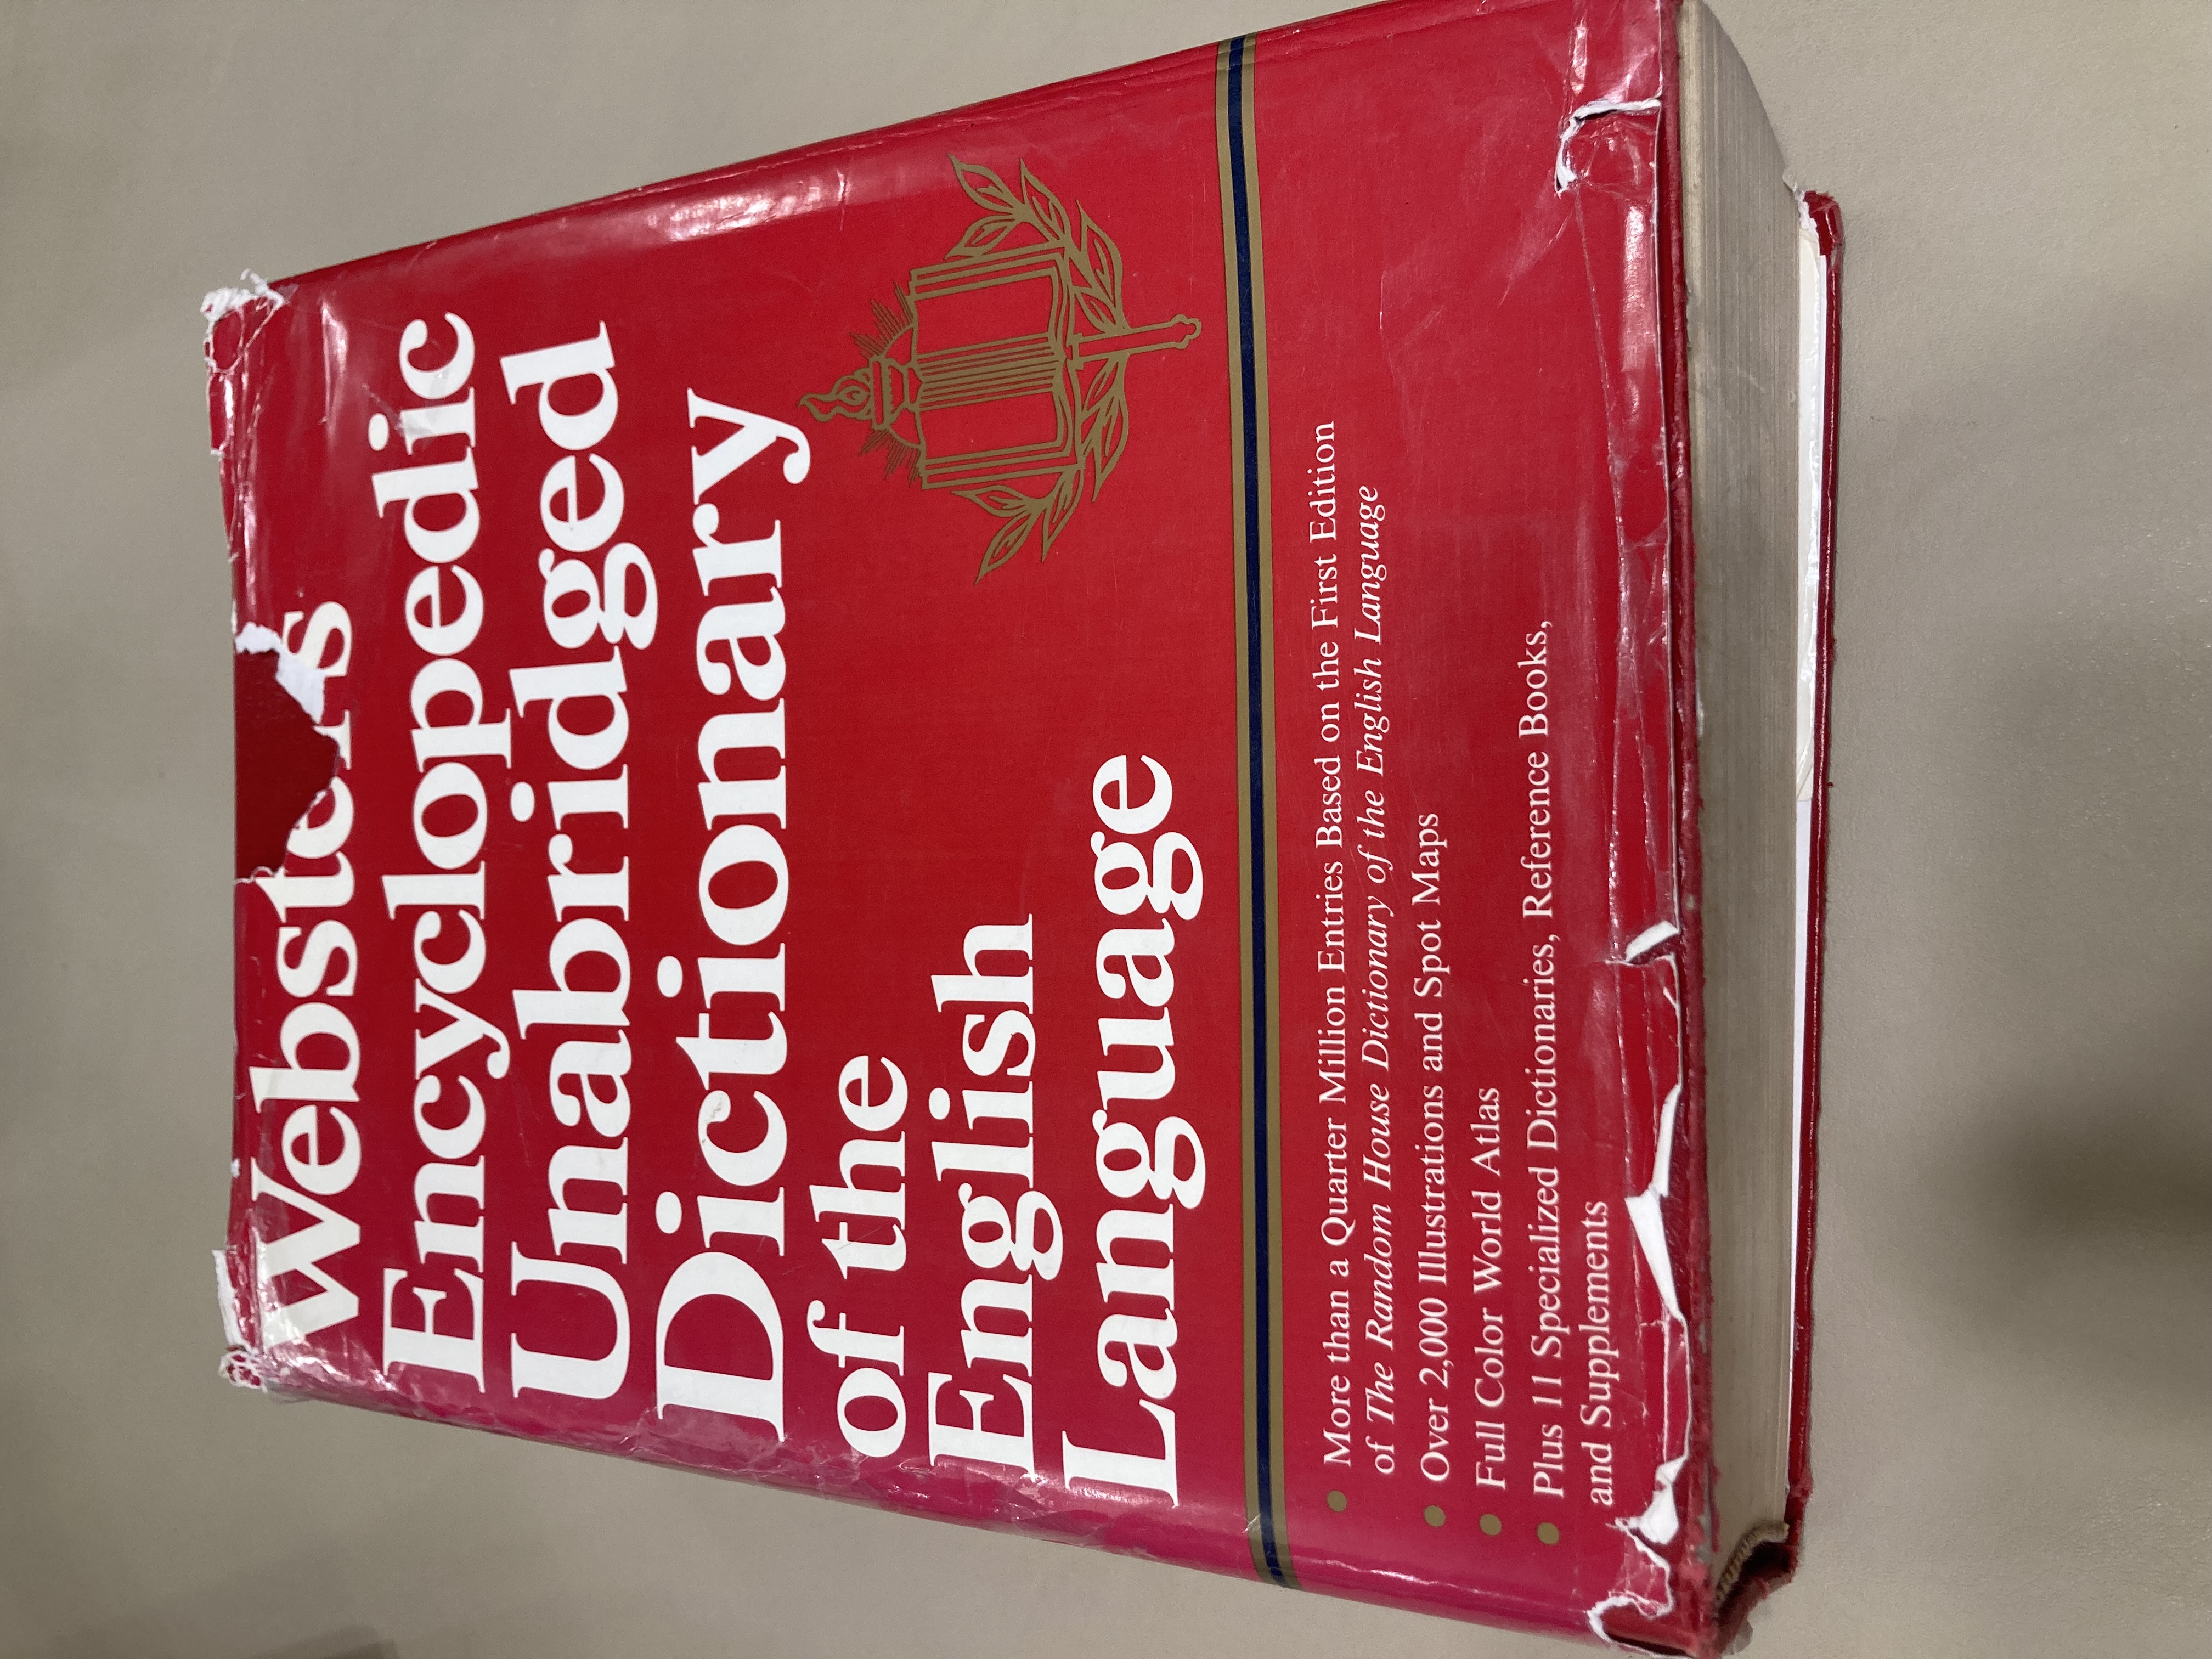 Webster's
Encyclopedic
Unabridged
Dictionary
of the
English
Language
• More than a Quarter Million Entries Based on the First Edition
of The Random House Dictionary of the English Language
• Over 2,000 Illustrations and Spot Maps
• Full Color World Atlas
• Plus 11 Specialized Dictionaries, Reference Books,
and Supplements